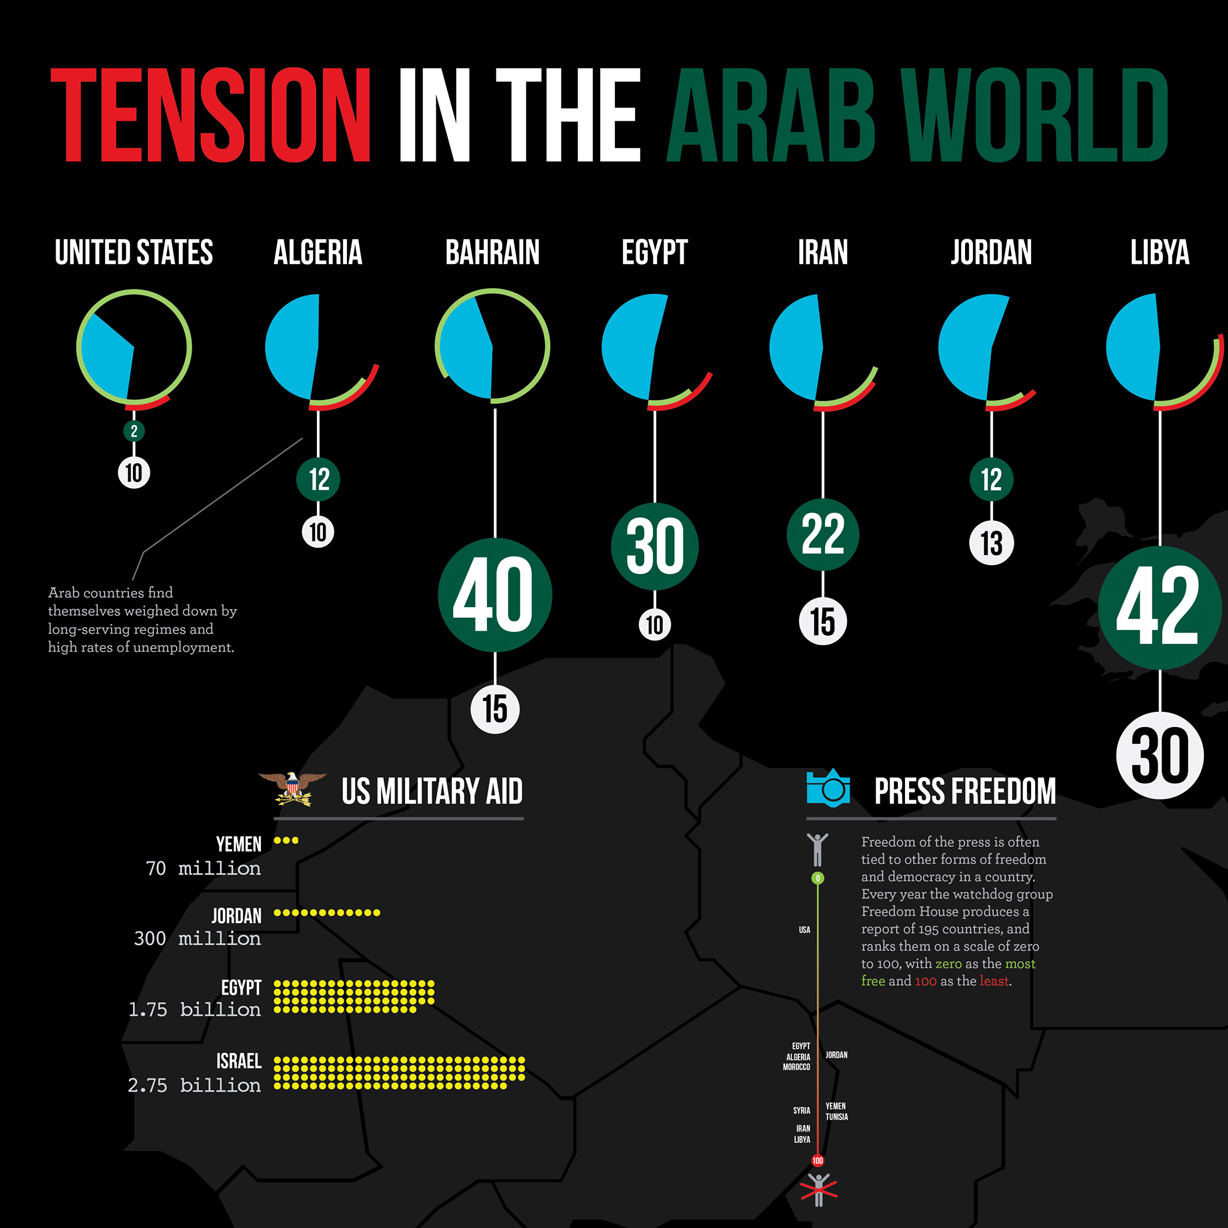 TENSION IN THE ARAB WORLD
UNITED STATES
ALGERIA
BAHRAIN
EGYPT
IRAN
JORDAN
LIBYA
2
10
12
10
40
15
30
10
22
15
12
13
42
30
Arab countries find
themselves weighed down by
long-serving regimes and
high rates of unemployment.
US MILITARY AID
YEMEN
70 million
JORDAN
300 million
EGYPT
1.75 billion
ISRAEL
2.75 billion
PRESS FREEDOM
Freedom of the press is often
tied to other forms of freedom
and democracy in a country.
Every year the watchdog group
Freedom House produces a
report of 195 countries, and
ranks them on a scale of zero
to 100, with zero as the most
free and 100 as the least.
0
USA
EGYPT
ALGERIA
MOROCCO
JORDAN
SYRIA
YEMEN
TUNISIA
IRAN
LIBYA
100